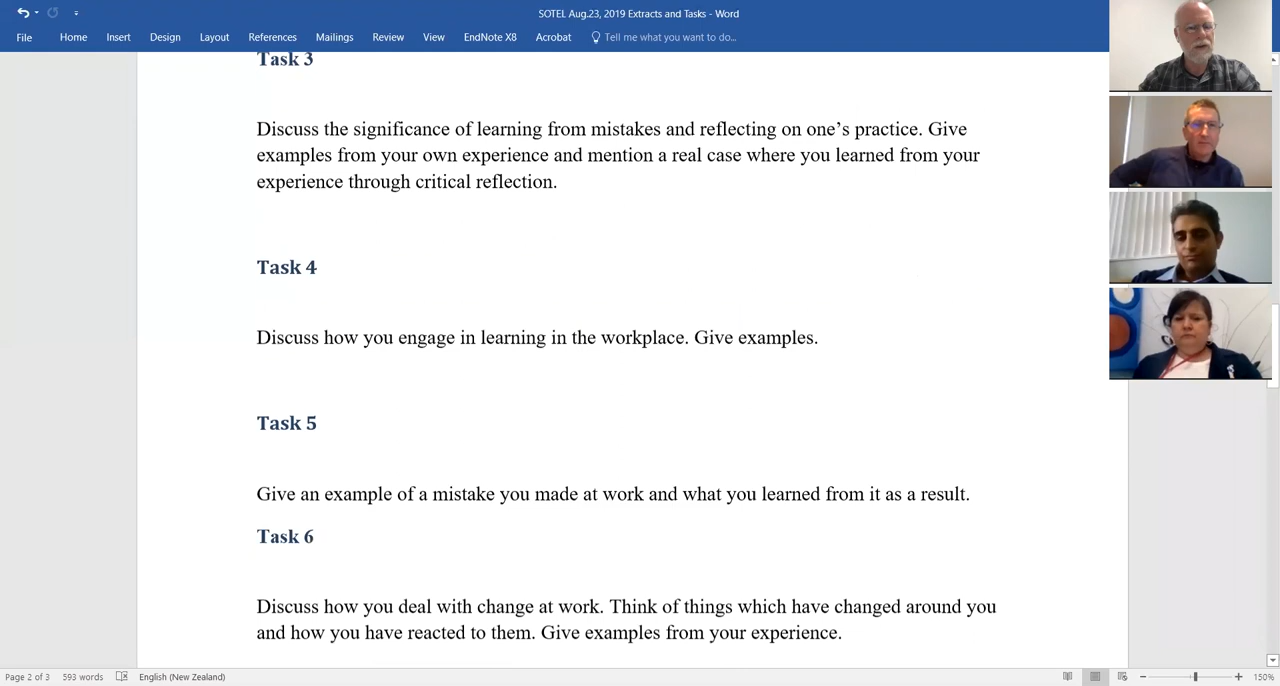 SOTEL Aug.23, 2019 Extracts and Tasks - Word
File Home Insert Design Layout References Mailings Review View EndNote X8 Acrobat Tell me what you want to do...
Task 3
Discuss the significance of learning from mistakes and reflecting on one’s practice. Give
examples from your own experience and mention a real case where you learned from your
experience through critical reflection.
Task 4
Discuss how you engage in learning in the workplace. Give examples.
Task 5
Give an example of a mistake you made at work and what you learned from it as a result.
Task 6
Discuss how you deal with change at work. Think of things which have changed around you
and how you have reacted to them. Give examples from your experience.
Page 2 of 3 593 words English (New Zealand) 150%